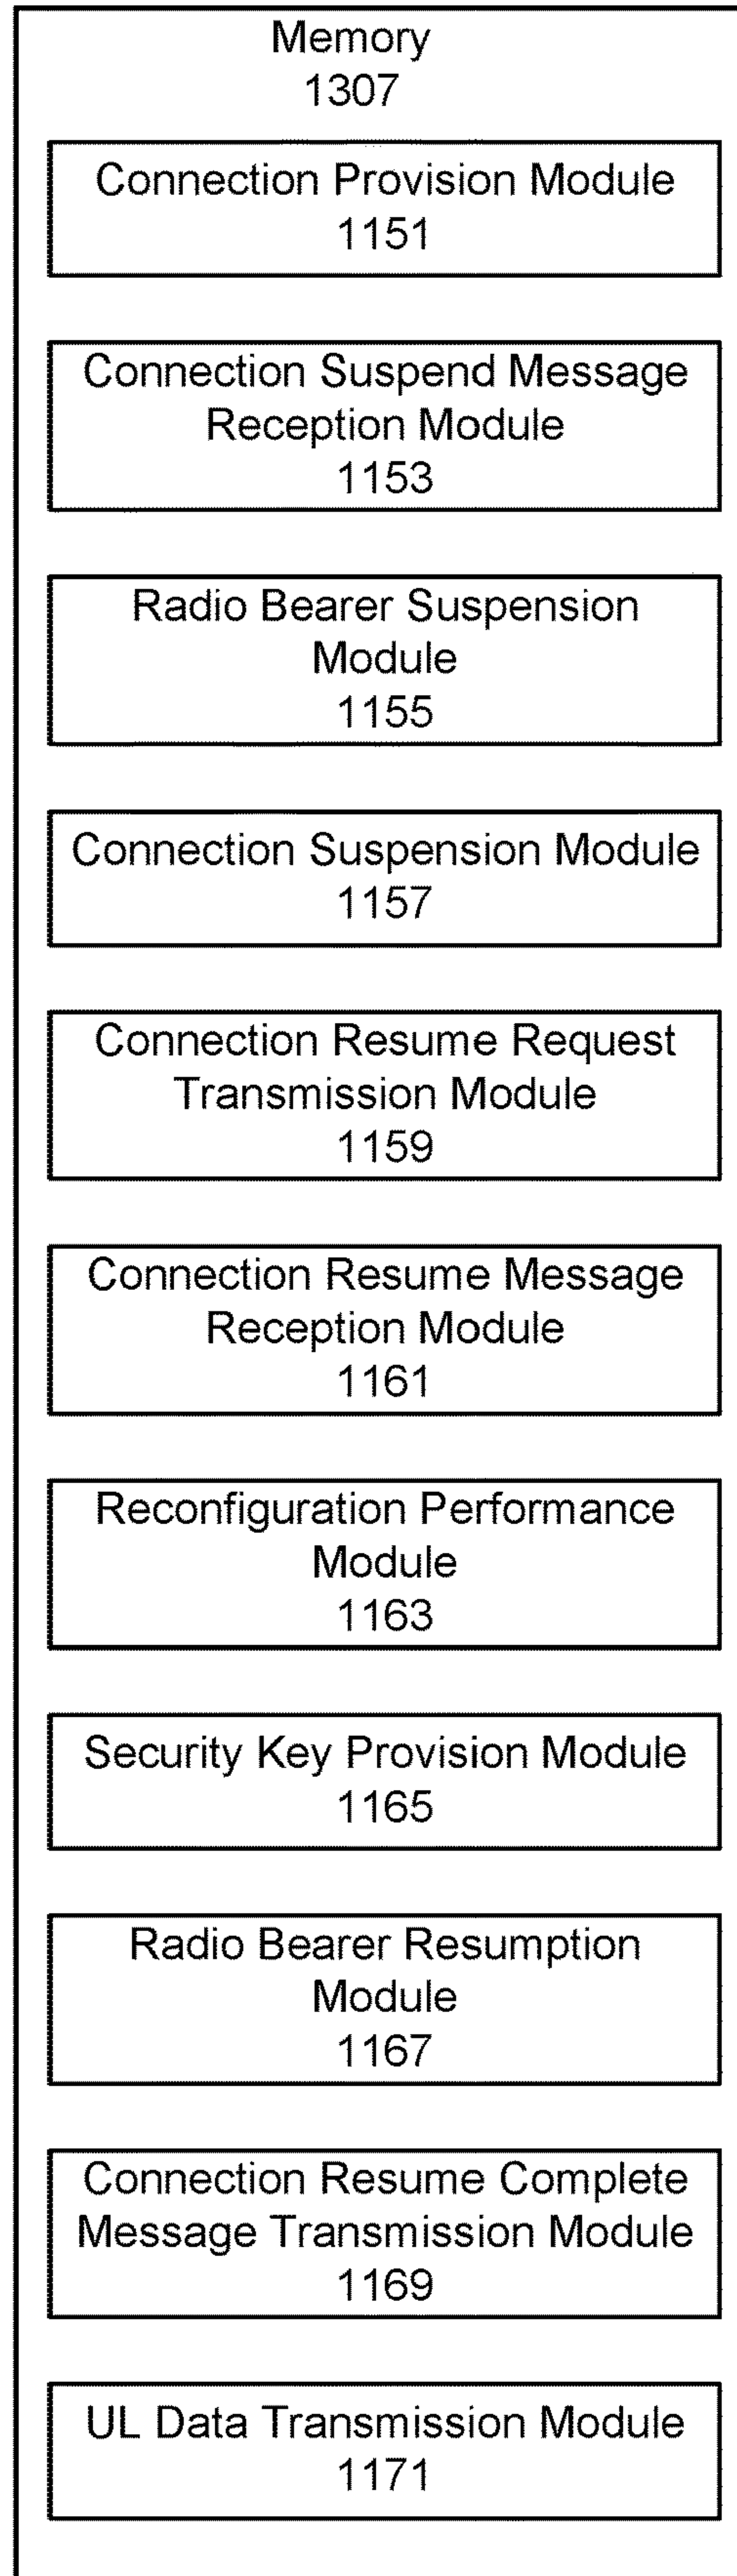 Memory
1307
Connection Provision Module
1151
Connection Suspend Message
Reception Module
1153
Radio Bearer Suspension
Module
1155
Connection Suspension Module
1157
Connection Resume Request
Transmission Module
1159
Connection Resume Message
Reception Module
1161
Reconfiguration Performance
Module
1163
Security Key Provision Module
1165
Radio Bearer Resumption
Module
1167
Connection Resume Complete
Message Transmission Module
1169
UL Data Transmission Module
1171